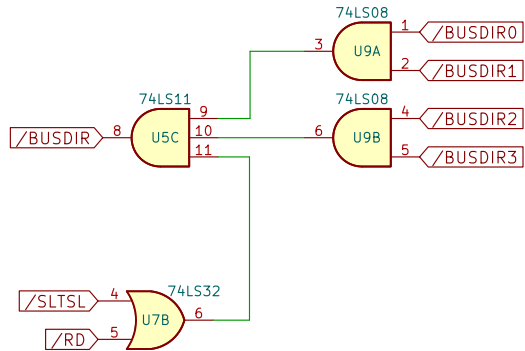 74LS08
3 U9A 1 /BUSDIR0
2 /BUSDIR1
74LS11
9
/BUSDIR 8 U5C 10
11
74LS08
6 U9B 4 /BUSDIR2
5 /BUSDIR3
74LS32
/SLTSL 4
U7B 6
/RD 5